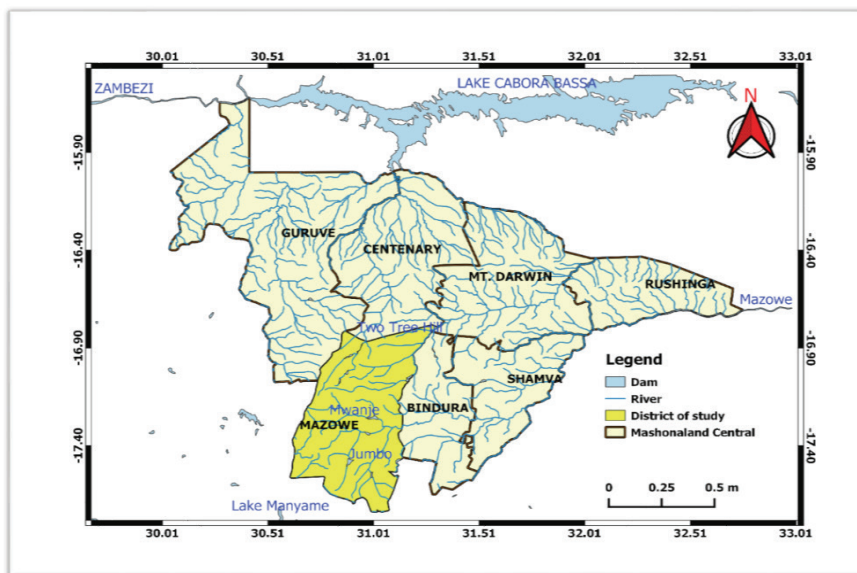 30.01 30.51 31.01 31.51 32.01 32.51 33.01
ZAMBEZI
LAKE CABORA BASSA
N
-15.90 -15.90
GURUVE
CENTENARY
-16.40 -16.40
MT. DARWIN
RUSHINGA
Mazowe
Two Tree Hill
-16.90 -16.90
Legend
Dam
River
District of study
Mashonaland Central
SHAMVA
BINDURA
Mwanje
MAZOWE
-17.40 -17.40
Jumbo
0 0.25 0.5 m
Lake Manyame
30.01 30.51 31.01 31.51 32.01 32.51 33.01